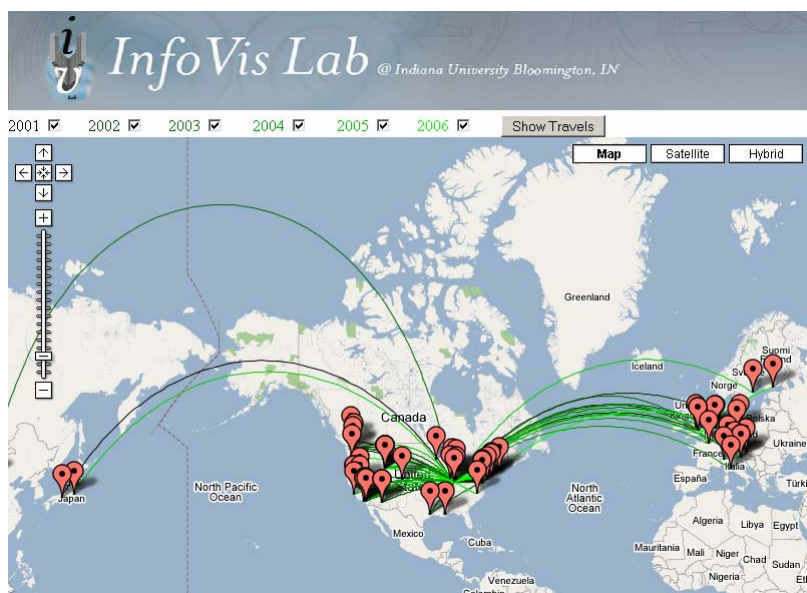 iv
InfoVis Lab @ Indiana University Bloomington, IN
2001 2002 2003 2004 2005 2006 Show Travels
Map Satellite Hybrid
Greenland
Iceland
Suomi
Norge
Canada
Polska
Ukraine
France
Italia
United
España
Japan
North Pacific
Ocean
North
Atlantic
Ocean
Mexico
Cuba
Algeria Libya Egypt
Mauritania Mali Niger Chad Sudan
Nigeria
Venezuela